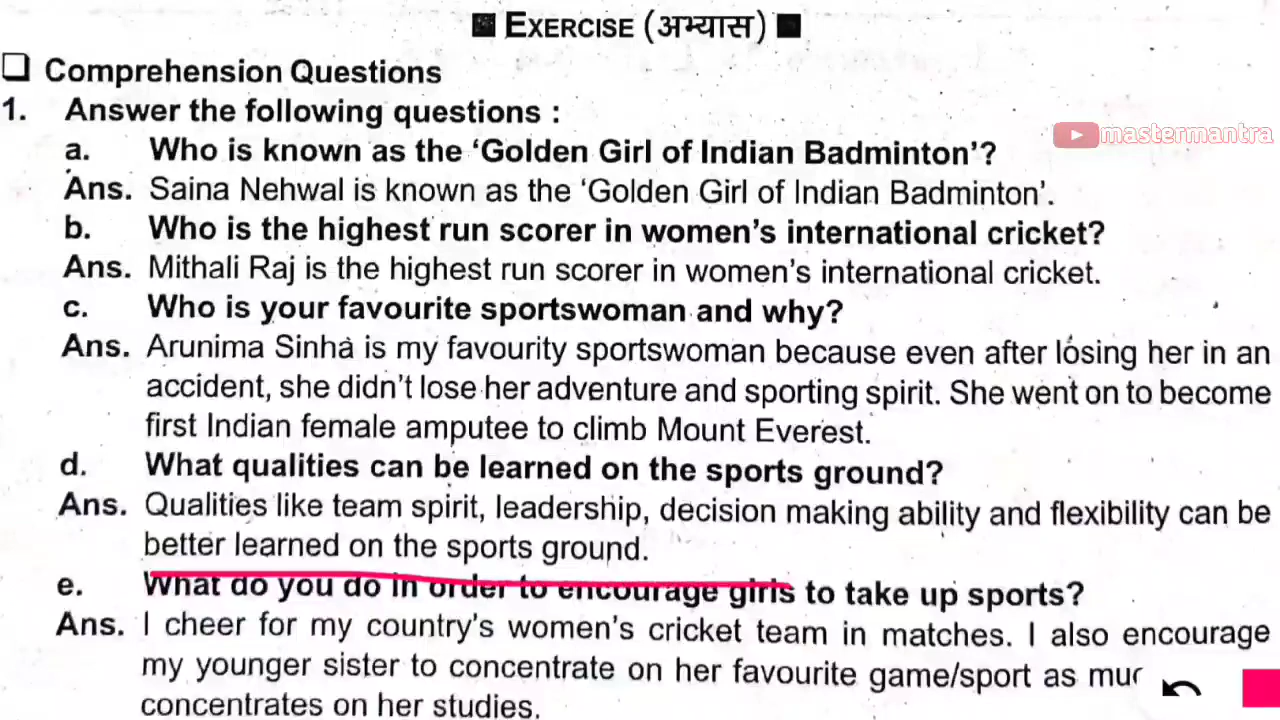 EXERCISE (अभ्यास)
Comprehension Questions
1. Answer the following questions :
mastermantra
a. Who is known as the ‘Golden Girl of Indian Badminton’?
Ans. Saina Nehwal is known as the ‘Golden Girl of Indian Badminton’.
b. Who is the highest run scorer in women’s international cricket?
Ans. Mithali Raj is the highest run scorer in women’s international cricket.
c. Who is your favourite sportswoman and why?
Ans. Arunima Sinha is my favourity sportswoman because even after losing her in an
accident, she didn’t lose her adventure and sporting spirit. She went on to become
first Indian female amputee to climb Mount Everest.
d. What qualities can be learned on the sports ground?
Ans. Qualities like team spirit, leadership, decision making ability and flexibility can be
better learned on the sports ground.
e. What do you do in order to encourage girls to take up sports?
Ans. I cheer for my country’s women’s cricket team in matches. I also encourage
my younger sister to concentrate on her favourite game/sport as
concentrates on her studies.